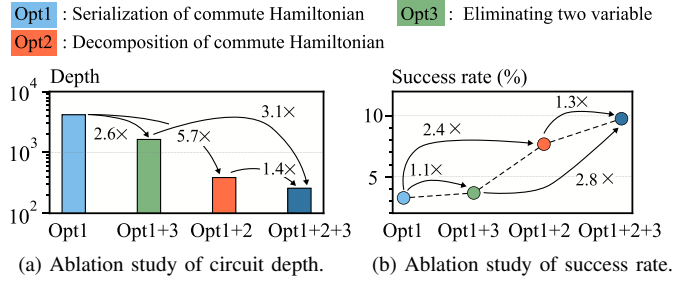 Opt1 : Serialization of commute Hamiltonian Opt3 : Eliminating two variable
Opt2 : Decomposition of commute Hamiltonian
Depth
10^4
10^3
10^2
2.6×
5.7×
3.1×
1.4×
Opt1 Opt1+3 Opt1+2 Opt1+2+3
(a) Ablation study of circuit depth.
Success rate (%)
10
5
1.3×
2.4 ×
1.1×
2.8 ×
Opt1 Opt1+3 Opt1+2 Opt1+2+3
(b) Ablation study of success rate.